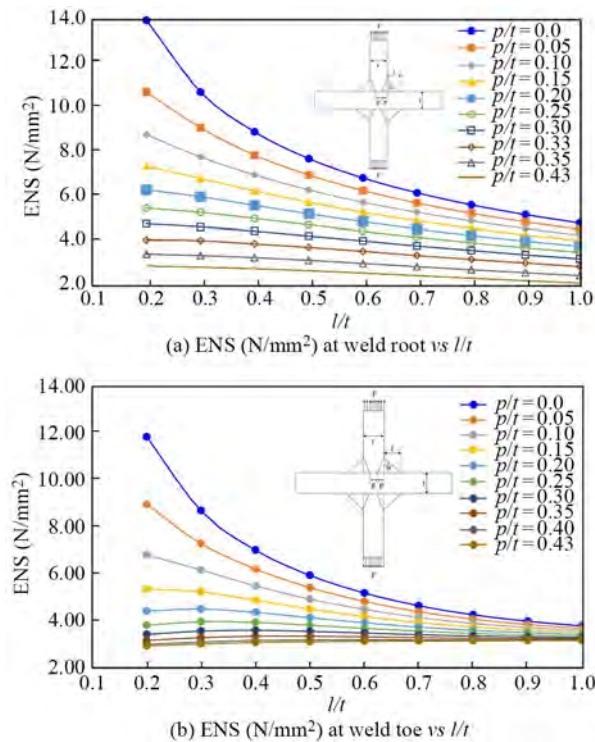 14.0
12.0
10.0
8.0
6.0
4.0
2.0
ENS (N/mm²)
p/t = 0.0
p/t = 0.05
p/t = 0.10
p/t = 0.15
p/t = 0.20
p/t = 0.25
p/t = 0.30
p/t = 0.33
p/t = 0.35
p/t = 0.43
0.1 0.2 0.3 0.4 0.5 0.6 0.7 0.8 0.9 1.0
l/t
(a) ENS (N/mm²) at weld root vs l/t
14.00
12.00
10.00
8.00
6.00
4.00
2.00
ENS (N/mm²)
p/t = 0.0
p/t = 0.05
p/t = 0.10
p/t = 0.15
p/t = 0.20
p/t = 0.25
p/t = 0.30
p/t = 0.35
p/t = 0.40
p/t = 0.43
0.1 0.2 0.3 0.4 0.5 0.6 0.7 0.8 0.9 1.0
l/t
(b) ENS (N/mm²) at weld toe vs l/t